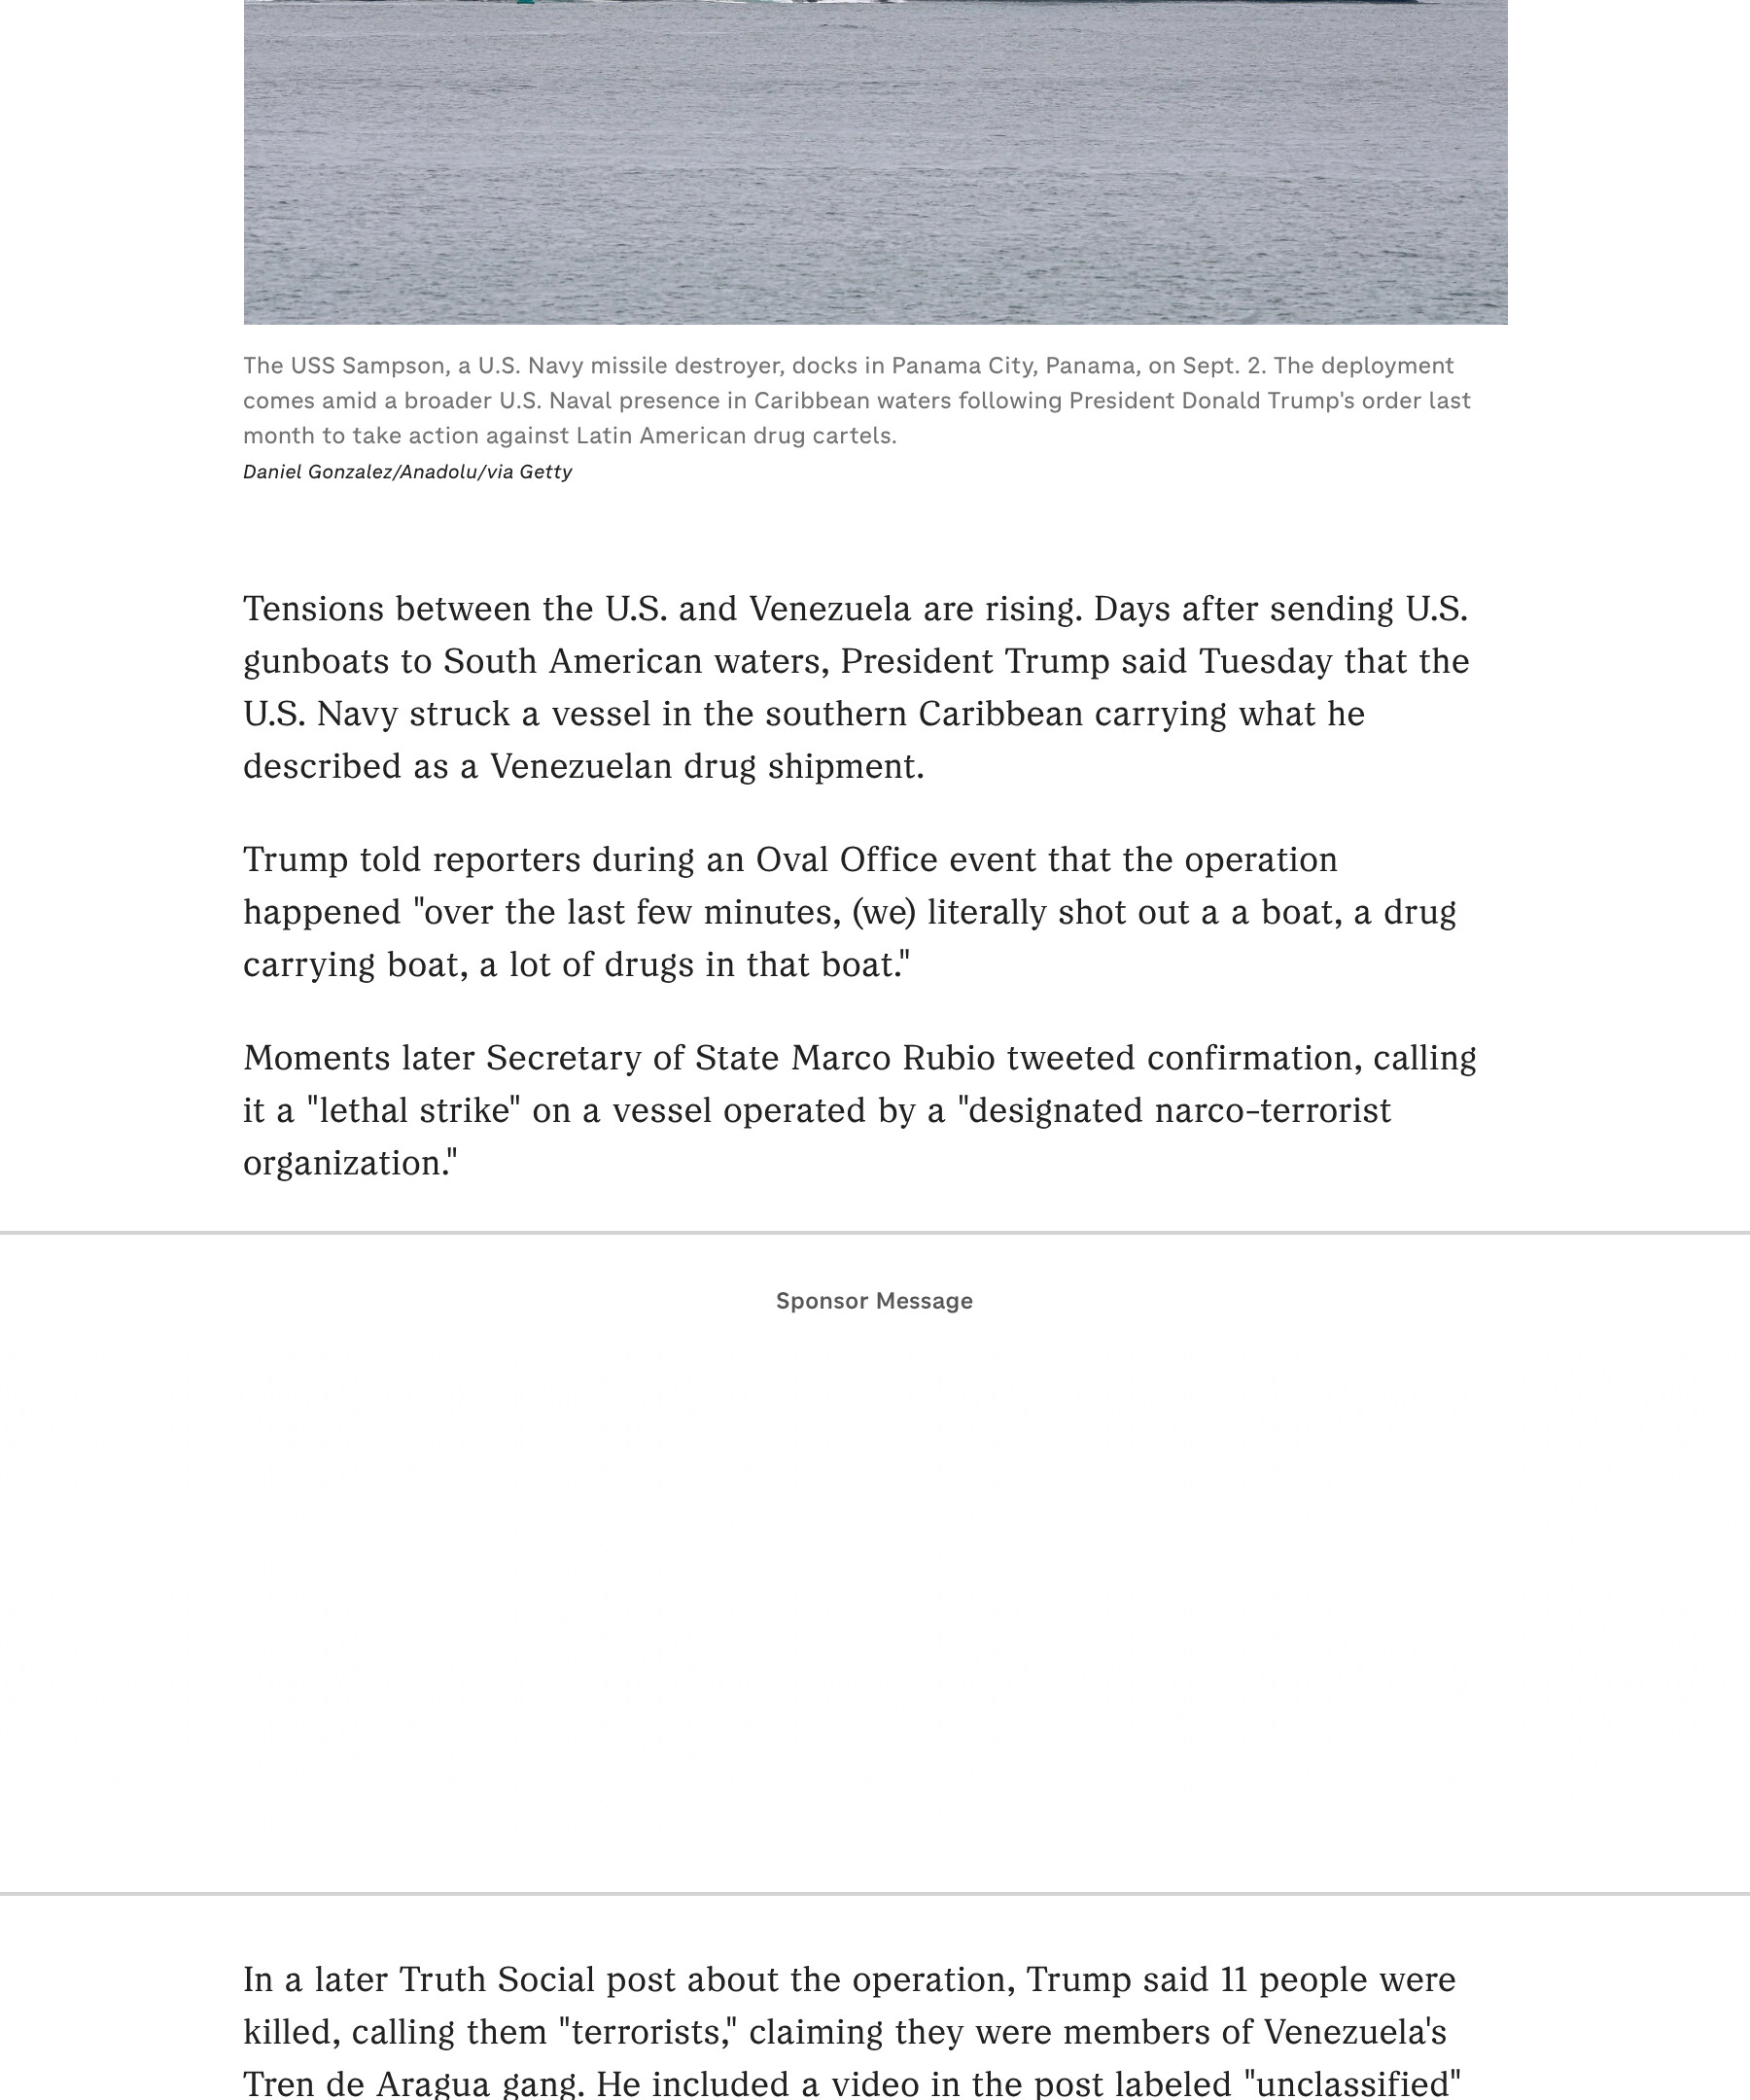 The USS Sampson, a U.S. Navy missile destroyer, docks in Panama City, Panama, on Sept. 2. The deployment
comes amid a broader U.S. Naval presence in Caribbean waters following President Donald Trump's order last
month to take action against Latin American drug cartels.
Daniel Gonzalez/Anadolu/via Getty
Tensions between the U.S. and Venezuela are rising. Days after sending U.S.
gunboats to South American waters, President Trump said Tuesday that the
U.S. Navy struck a vessel in the southern Caribbean carrying what he
described as a Venezuelan drug shipment.
Trump told reporters during an Oval Office event that the operation
happened "over the last few minutes, (we) literally shot out a a boat, a drug
carrying boat, a lot of drugs in that boat."
Moments later Secretary of State Marco Rubio tweeted confirmation, calling
it a "lethal strike" on a vessel operated by a "designated narco-terrorist
organization."
Sponsor Message
In a later Truth Social post about the operation, Trump said 11 people were
killed, calling them "terrorists," claiming they were members of Venezuela's
Tren de Aragua gang. He included a video in the post labeled "unclassified"